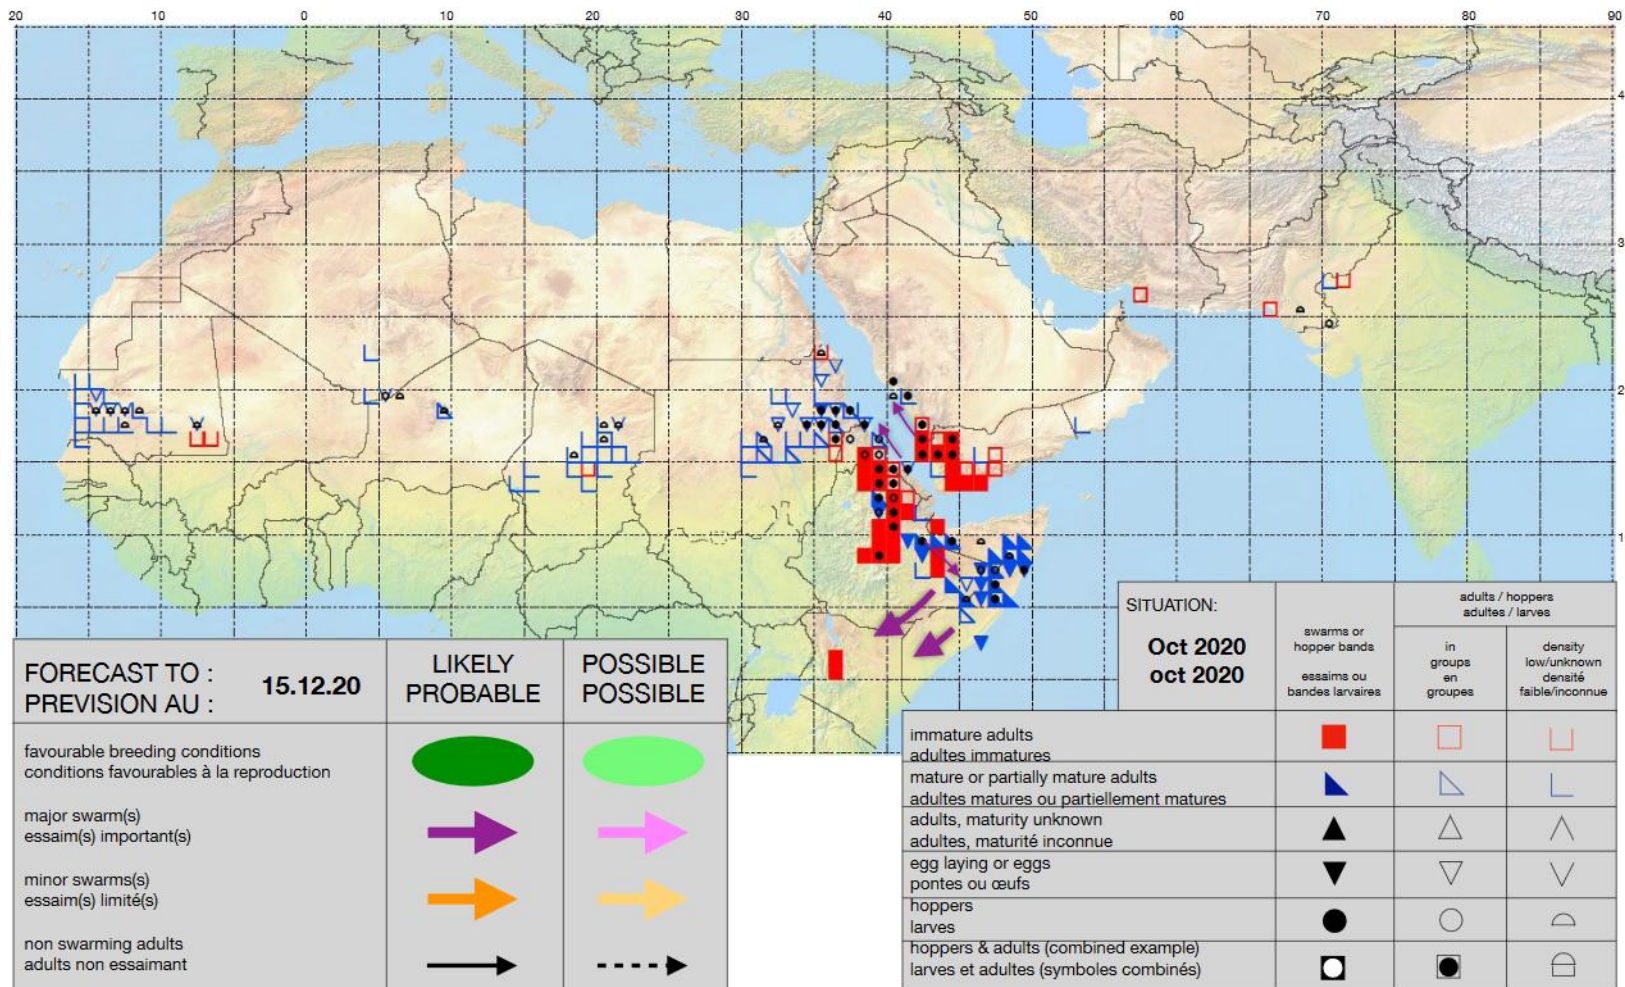 20 10 0 10 20 30 40 50 60 70 80 90
4
3
2
1
FORECAST TO :
PREVISION AU :
15.12.20
LIKELY
PROBABLE
POSSIBLE
POSSIBLE
favourable breeding conditions
conditions favourables à la reproduction
major swarm(s)
essaim(s) important(s)
minor swarms(s)
essaim(s) limité(s)
non swarming adults
adults non essaimant
SITUATION:
Oct 2020
oct 2020
swarms or
hopper bands
essaims ou
bandes larvaires
adults / hoppers
adultes / larves
in
groups
en
groupes
density
low/unknown
densité
faible/inconnue
immature adults
adultes immatures
mature or partially mature adults
adultes matures ou partiellement matures
adults, maturity unknown
adultes, maturité inconnue
egg laying or eggs
pontes ou œufs
hoppers
larves
hoppers & adults (combined example)
larves et adultes (symboles combinés)